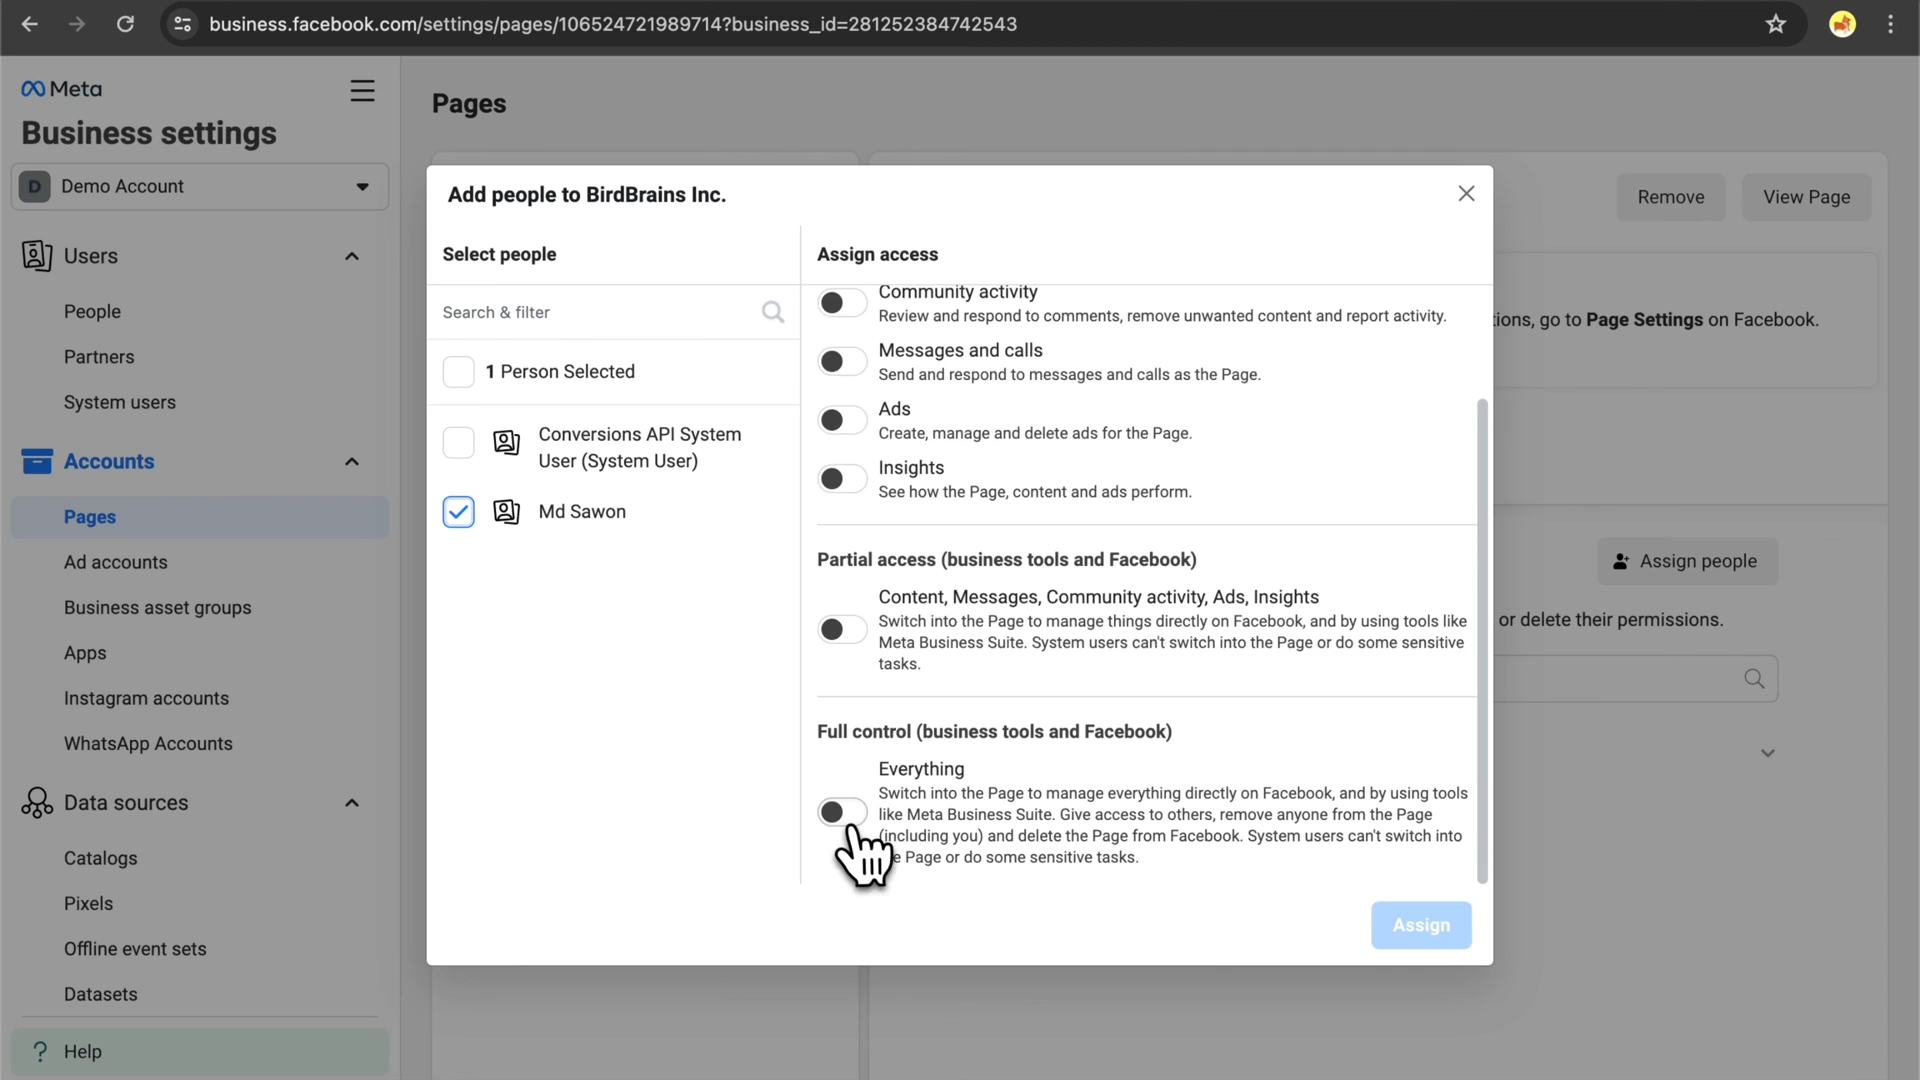 business.facebook.com/settings/pages/106524721989714?business_id=281252384742543
Meta
Business settings
D
Demo Account
Users
People
Partners
System users
Accounts
Pages
Ad accounts
Business asset groups
Apps
Instagram accounts
WhatsApp Accounts
Data sources
Catalogs
Pixels
Offline event sets
Datasets
? Help
Pages
Remove
View Page
tions, go to Page Settings on Facebook.
Assign people
or delete their permissions.
Add people to BirdBrains Inc.
Select people
Search & filter
1 Person Selected
Conversions API System
User (System User)
Md Sawon
Assign access
Community activity
Review and respond to comments, remove unwanted content and report activity.
Messages and calls
Send and respond to messages and calls as the Page.
Ads
Create, manage and delete ads for the Page.
Insights
See how the Page, content and ads perform.
Partial access (business tools and Facebook)
Content, Messages, Community activity, Ads, Insights
Switch into the Page to manage things directly on Facebook, and by using tools like
Meta Business Suite. System users can't switch into the Page or do some sensitive
tasks.
Full control (business tools and Facebook)
Everything
Switch into the Page to manage everything directly on Facebook, and by using tools
like Meta Business Suite. Give access to others, remove anyone from the Page
(including you) and delete the Page from Facebook. System users can't switch into
e Page or do some sensitive tasks.
Assign